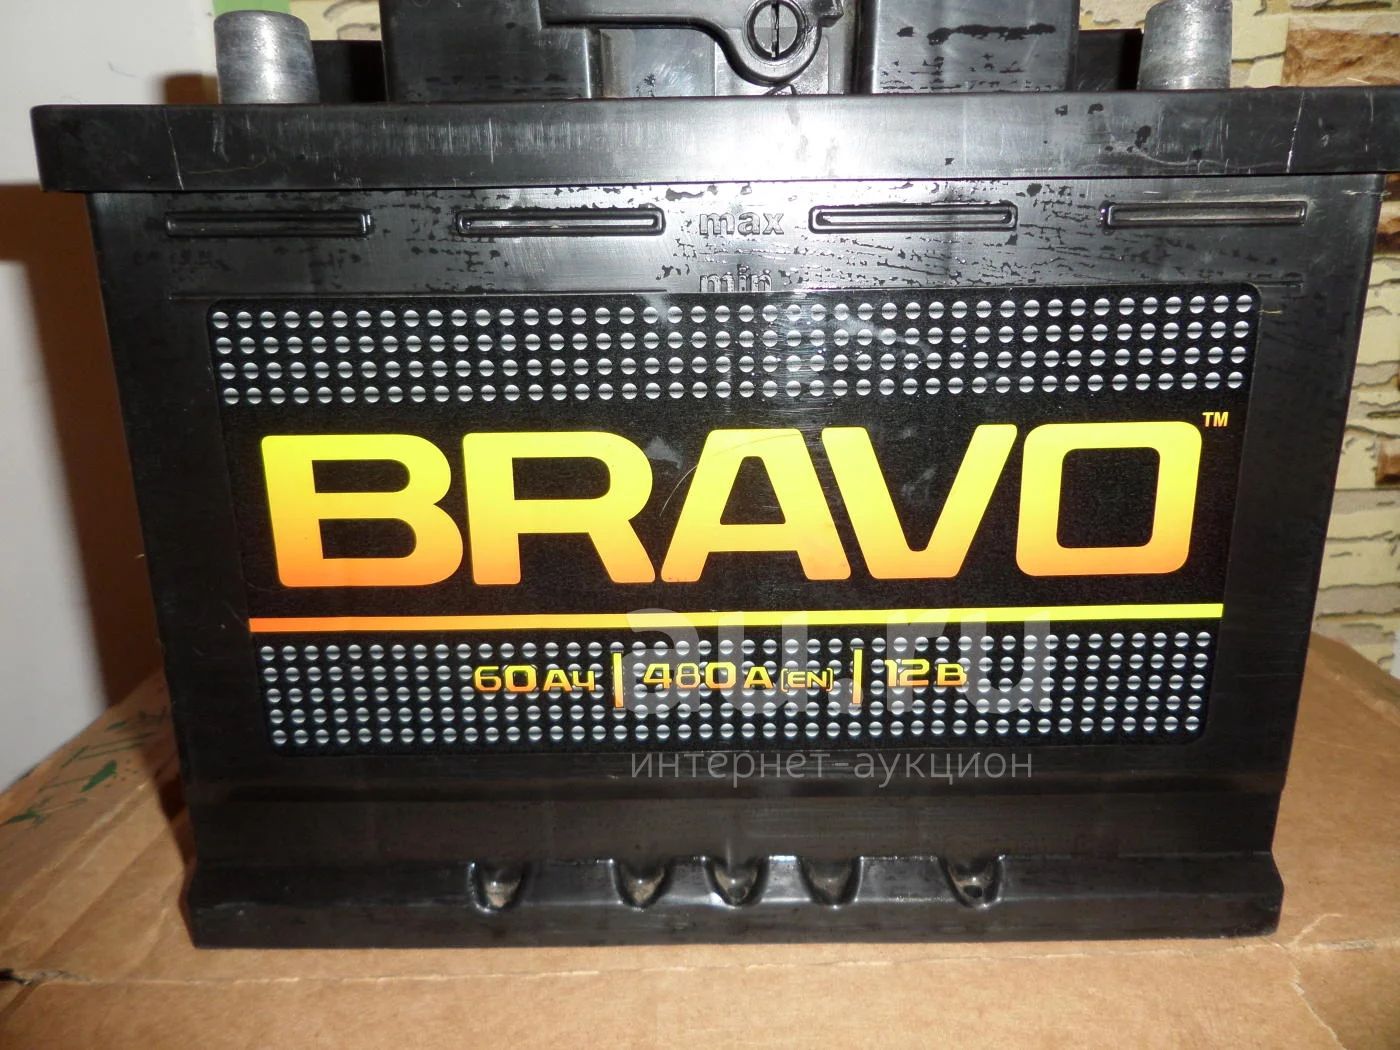 max
min
BRAVO™
60Ач | 480А (EN) | 12В
au.ru
интернет-аукцион